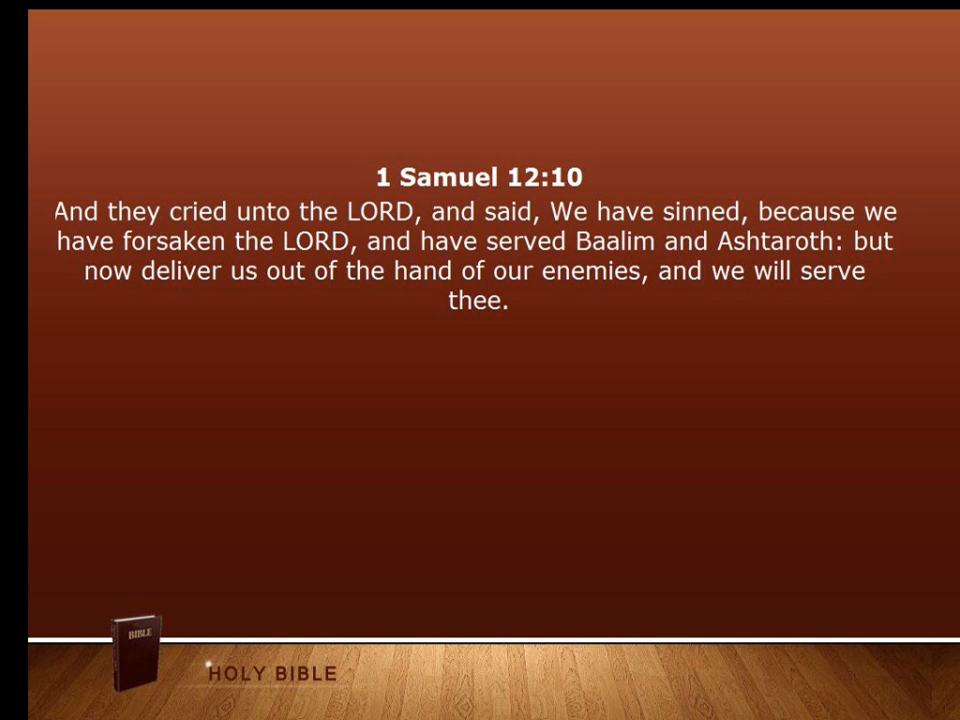 1 Samuel 12:10
And they cried unto the LORD, and said, We have sinned, because we
have forsaken the LORD, and have served Baalim and Ashtaroth: but
now deliver us out of the hand of our enemies, and we will serve
thee.
BIBLE
HOLY BIBLE